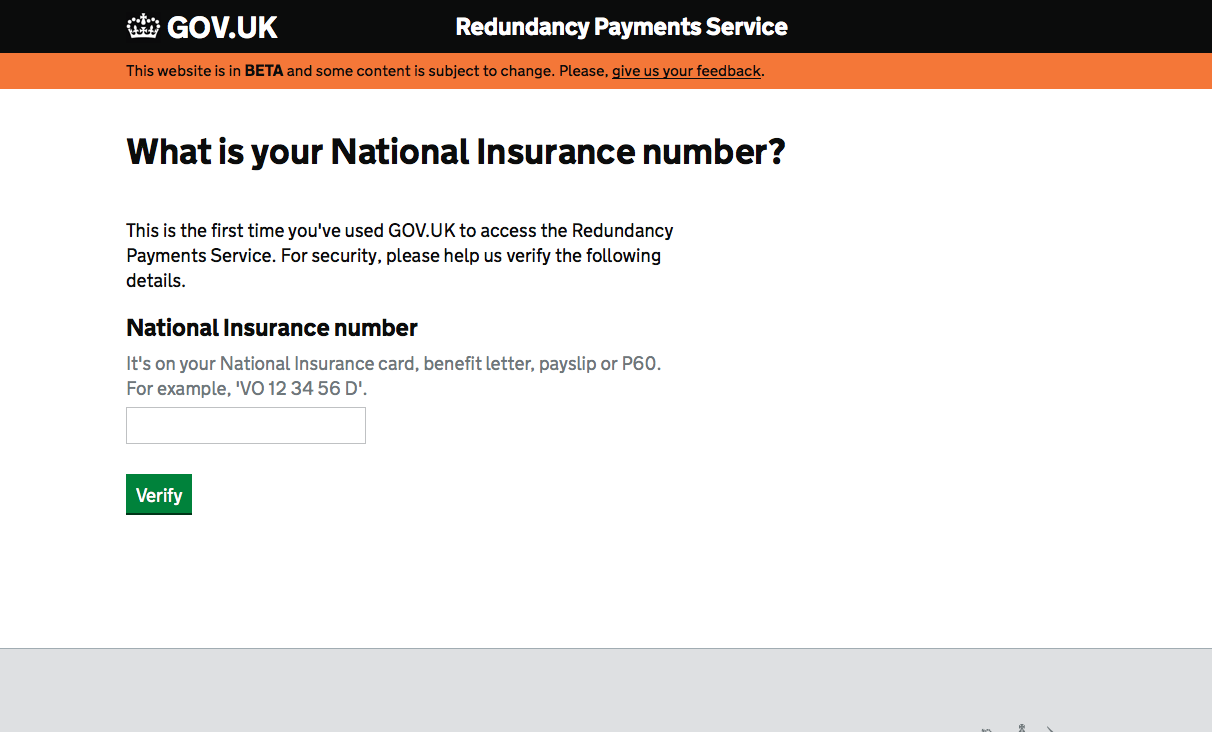 GOV.UK Redundancy Payments Service
This website is in BETA and some content is subject to change. Please, give us your feedback.
What is your National Insurance number?
This is the first time you've used GOV.UK to access the Redundancy
Payments Service. For security, please help us verify the following
details.
National Insurance number
It's on your National Insurance card, benefit letter, payslip or P60.
For example, 'VO 12 34 56 D'.
Verify